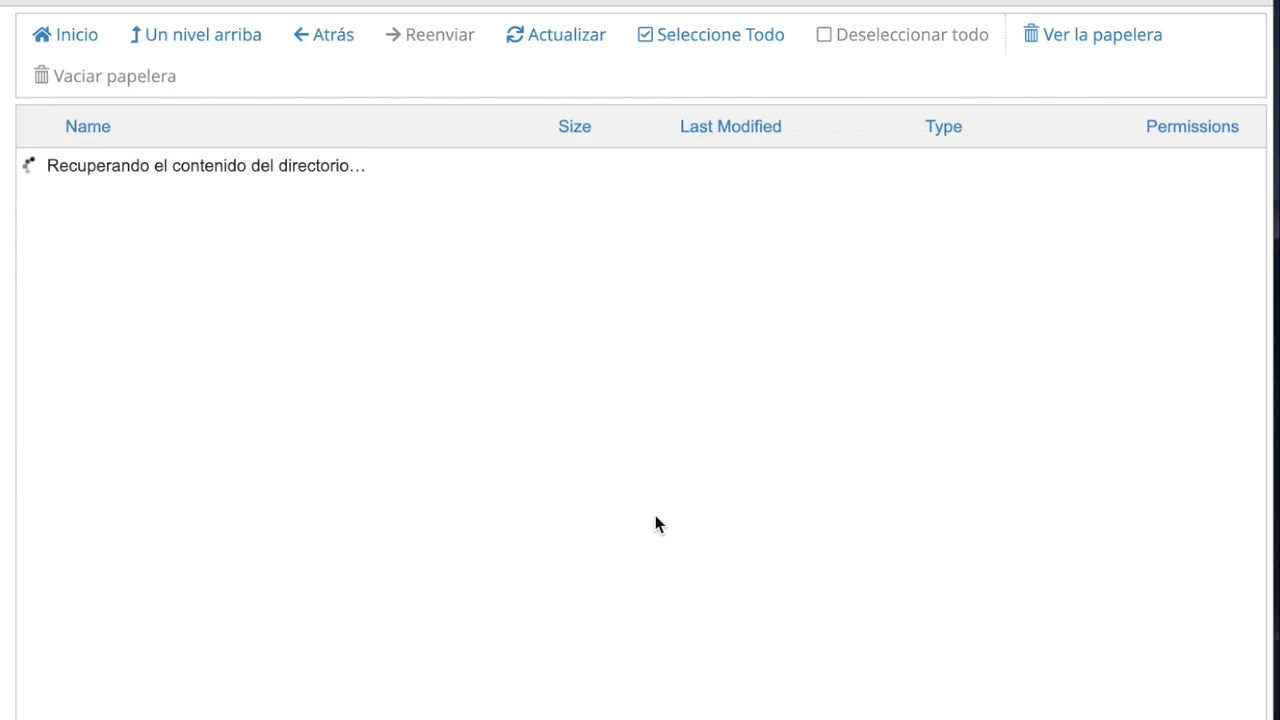 Inicio Un nivel arriba Atrás Reenviar Actualizar Seleccione Todo Deseleccionar todo Ver la papelera
Vaciar papelera
Name Size Last Modified Type Permissions
Recuperando el contenido del directorio…